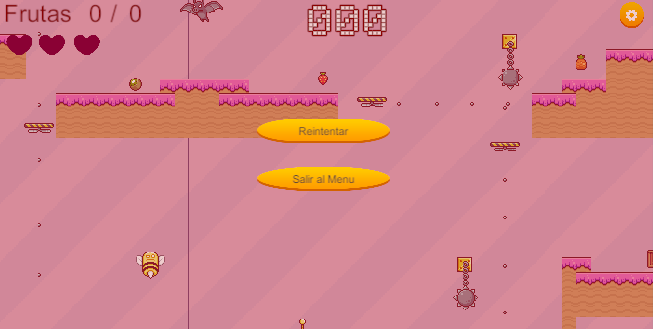 Frutas 0 / 0
000
Reintentar
Salir al Menu